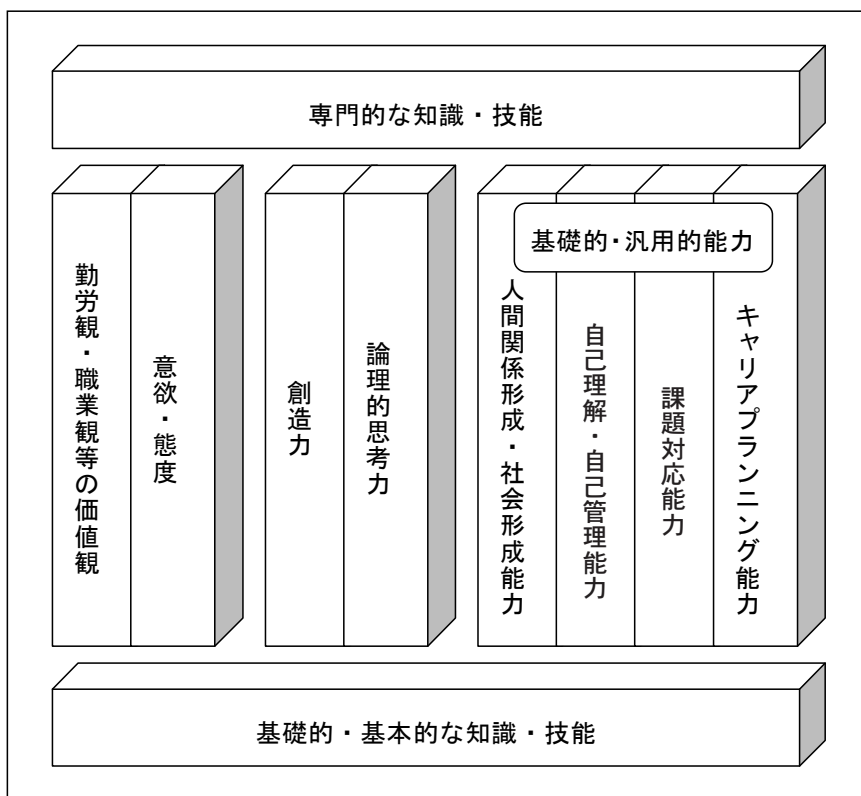 専門的な知識・技能
勤労観・職業観等の価値観
意欲・態度
創造力
論理的思考力
基礎的・汎用的能力
人間関係形成・社会形成能力
自己理解・自己管理能力
課題対応能力
キャリアプランニング能力
基礎的・基本的な知識・技能